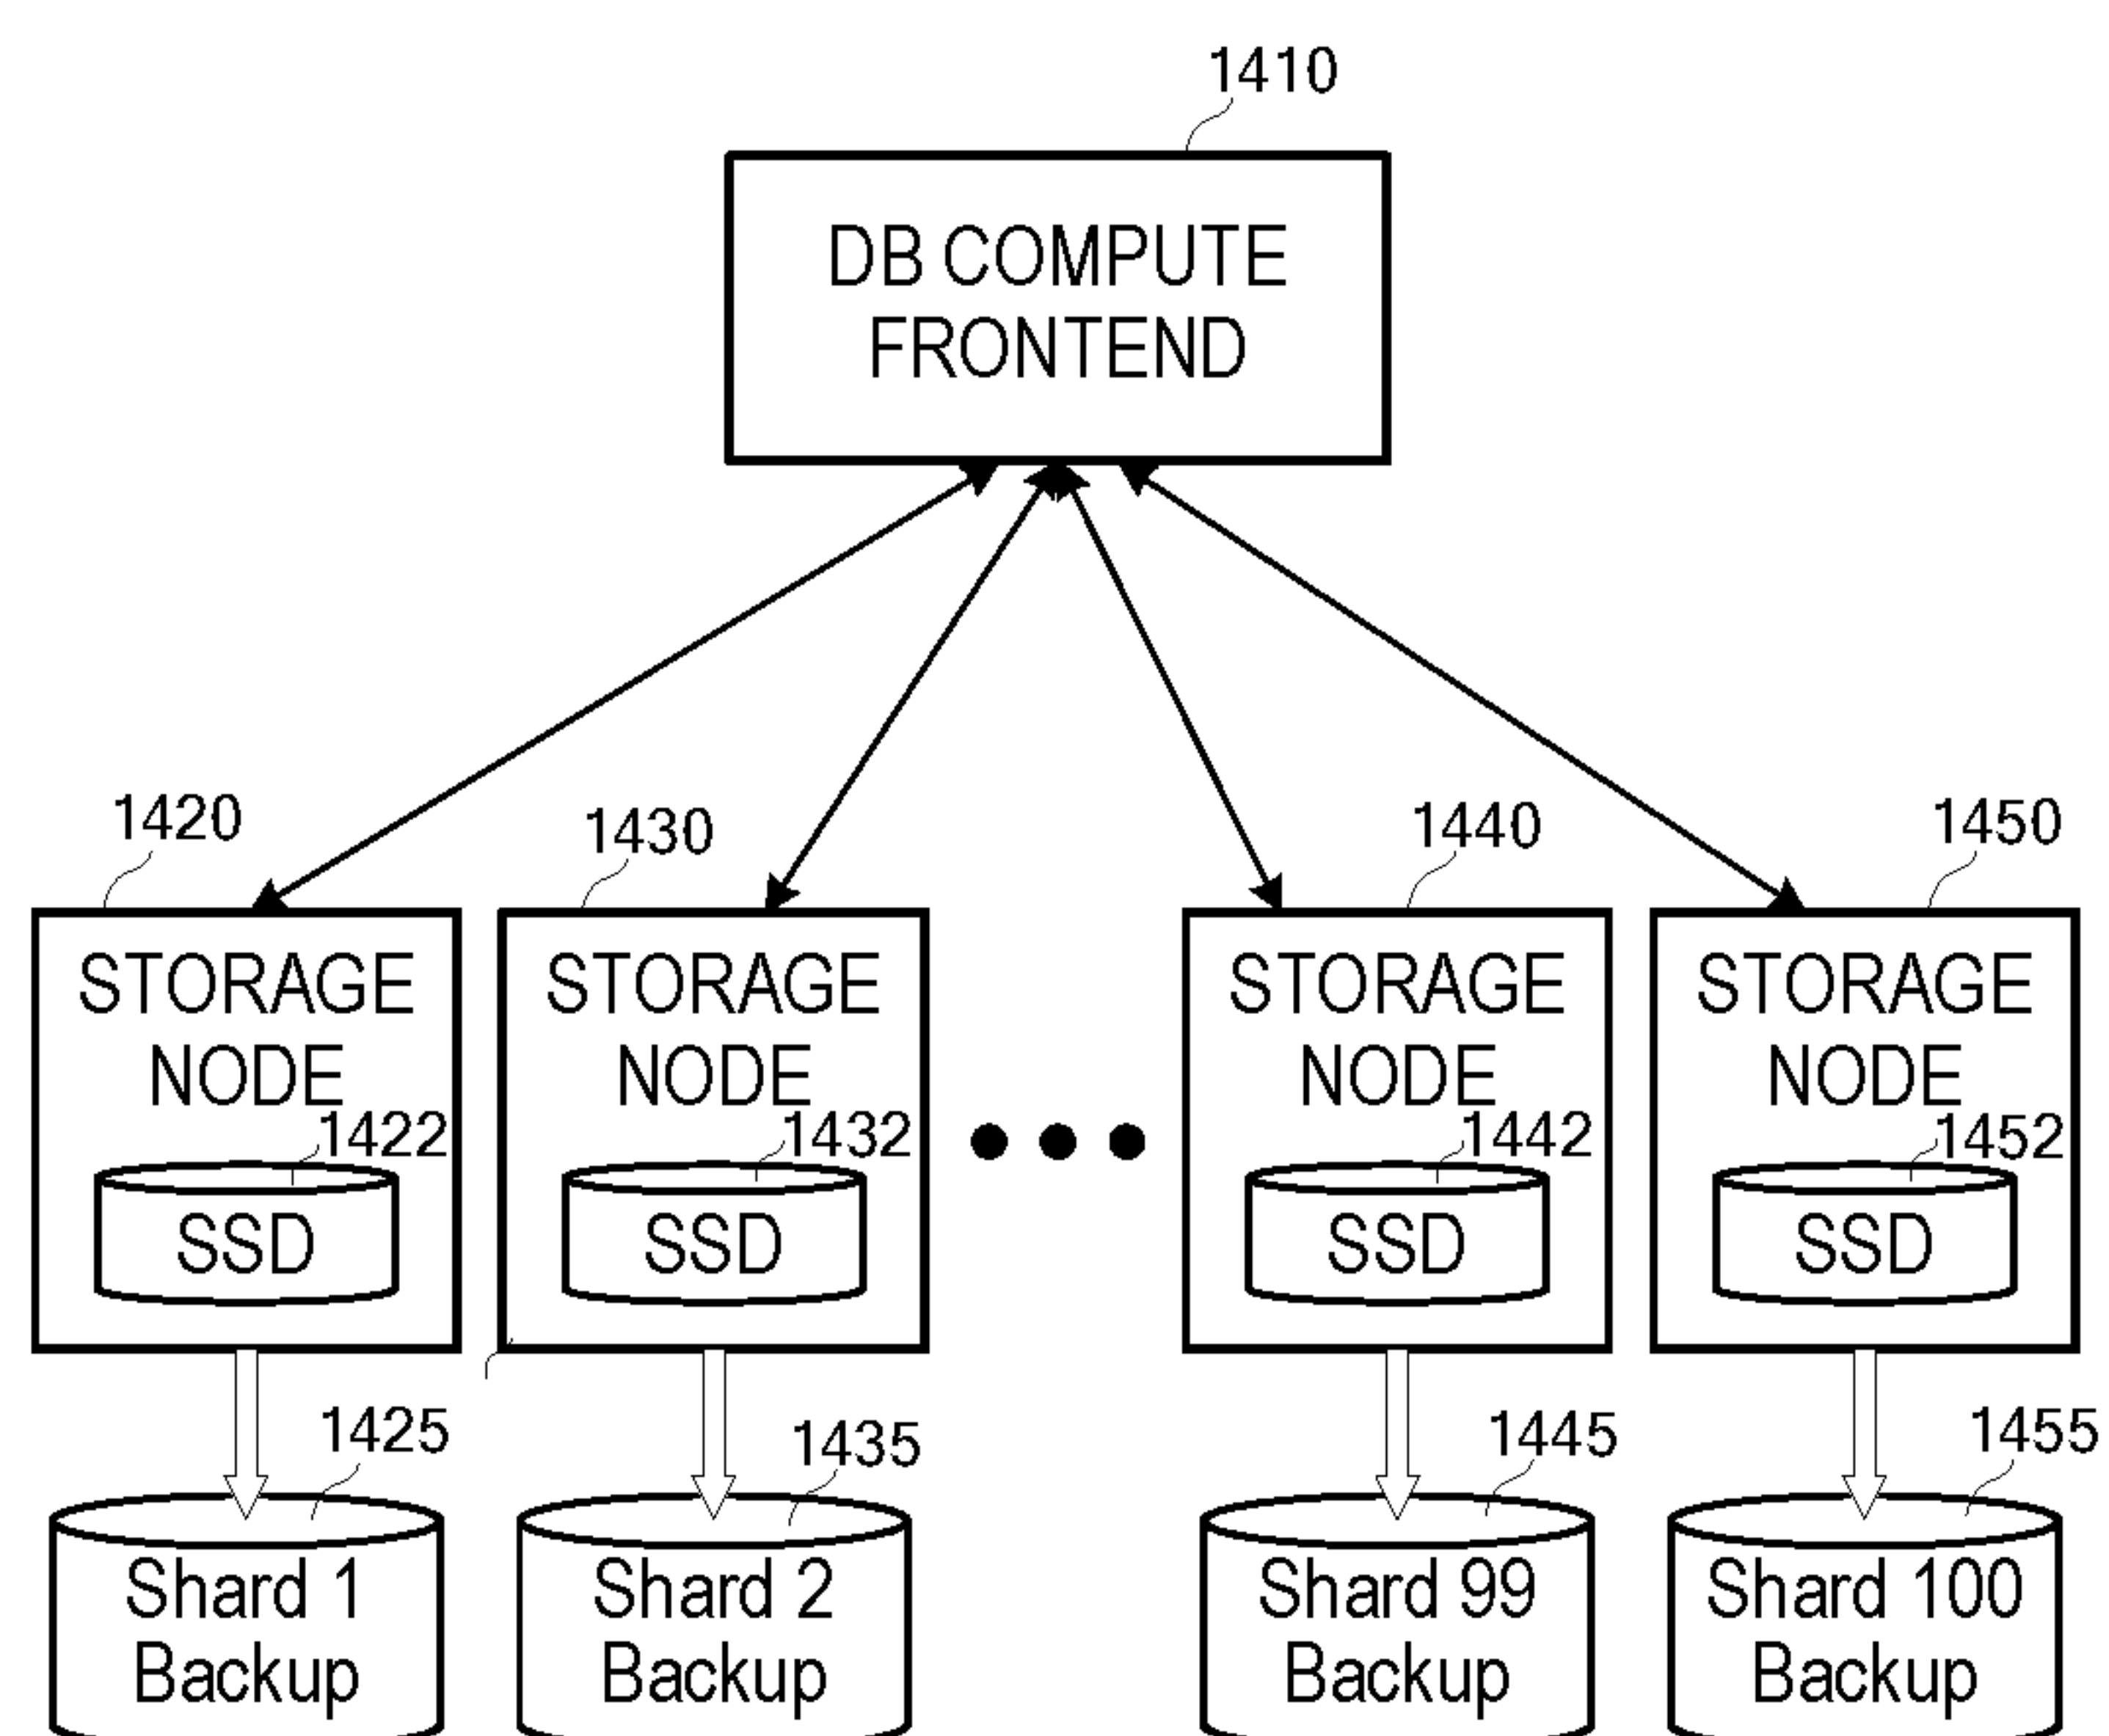 1410
DB COMPUTE
FRONTEND
1420
1430
1440
1450
STORAGE
NODE
1422
SSD
STORAGE
NODE
1432
SSD
STORAGE
NODE
1442
SSD
STORAGE
NODE
1452
SSD
1425
1435
1445
1455
Shard 1
Backup
Shard 2
Backup
Shard 99
Backup
Shard 100
Backup